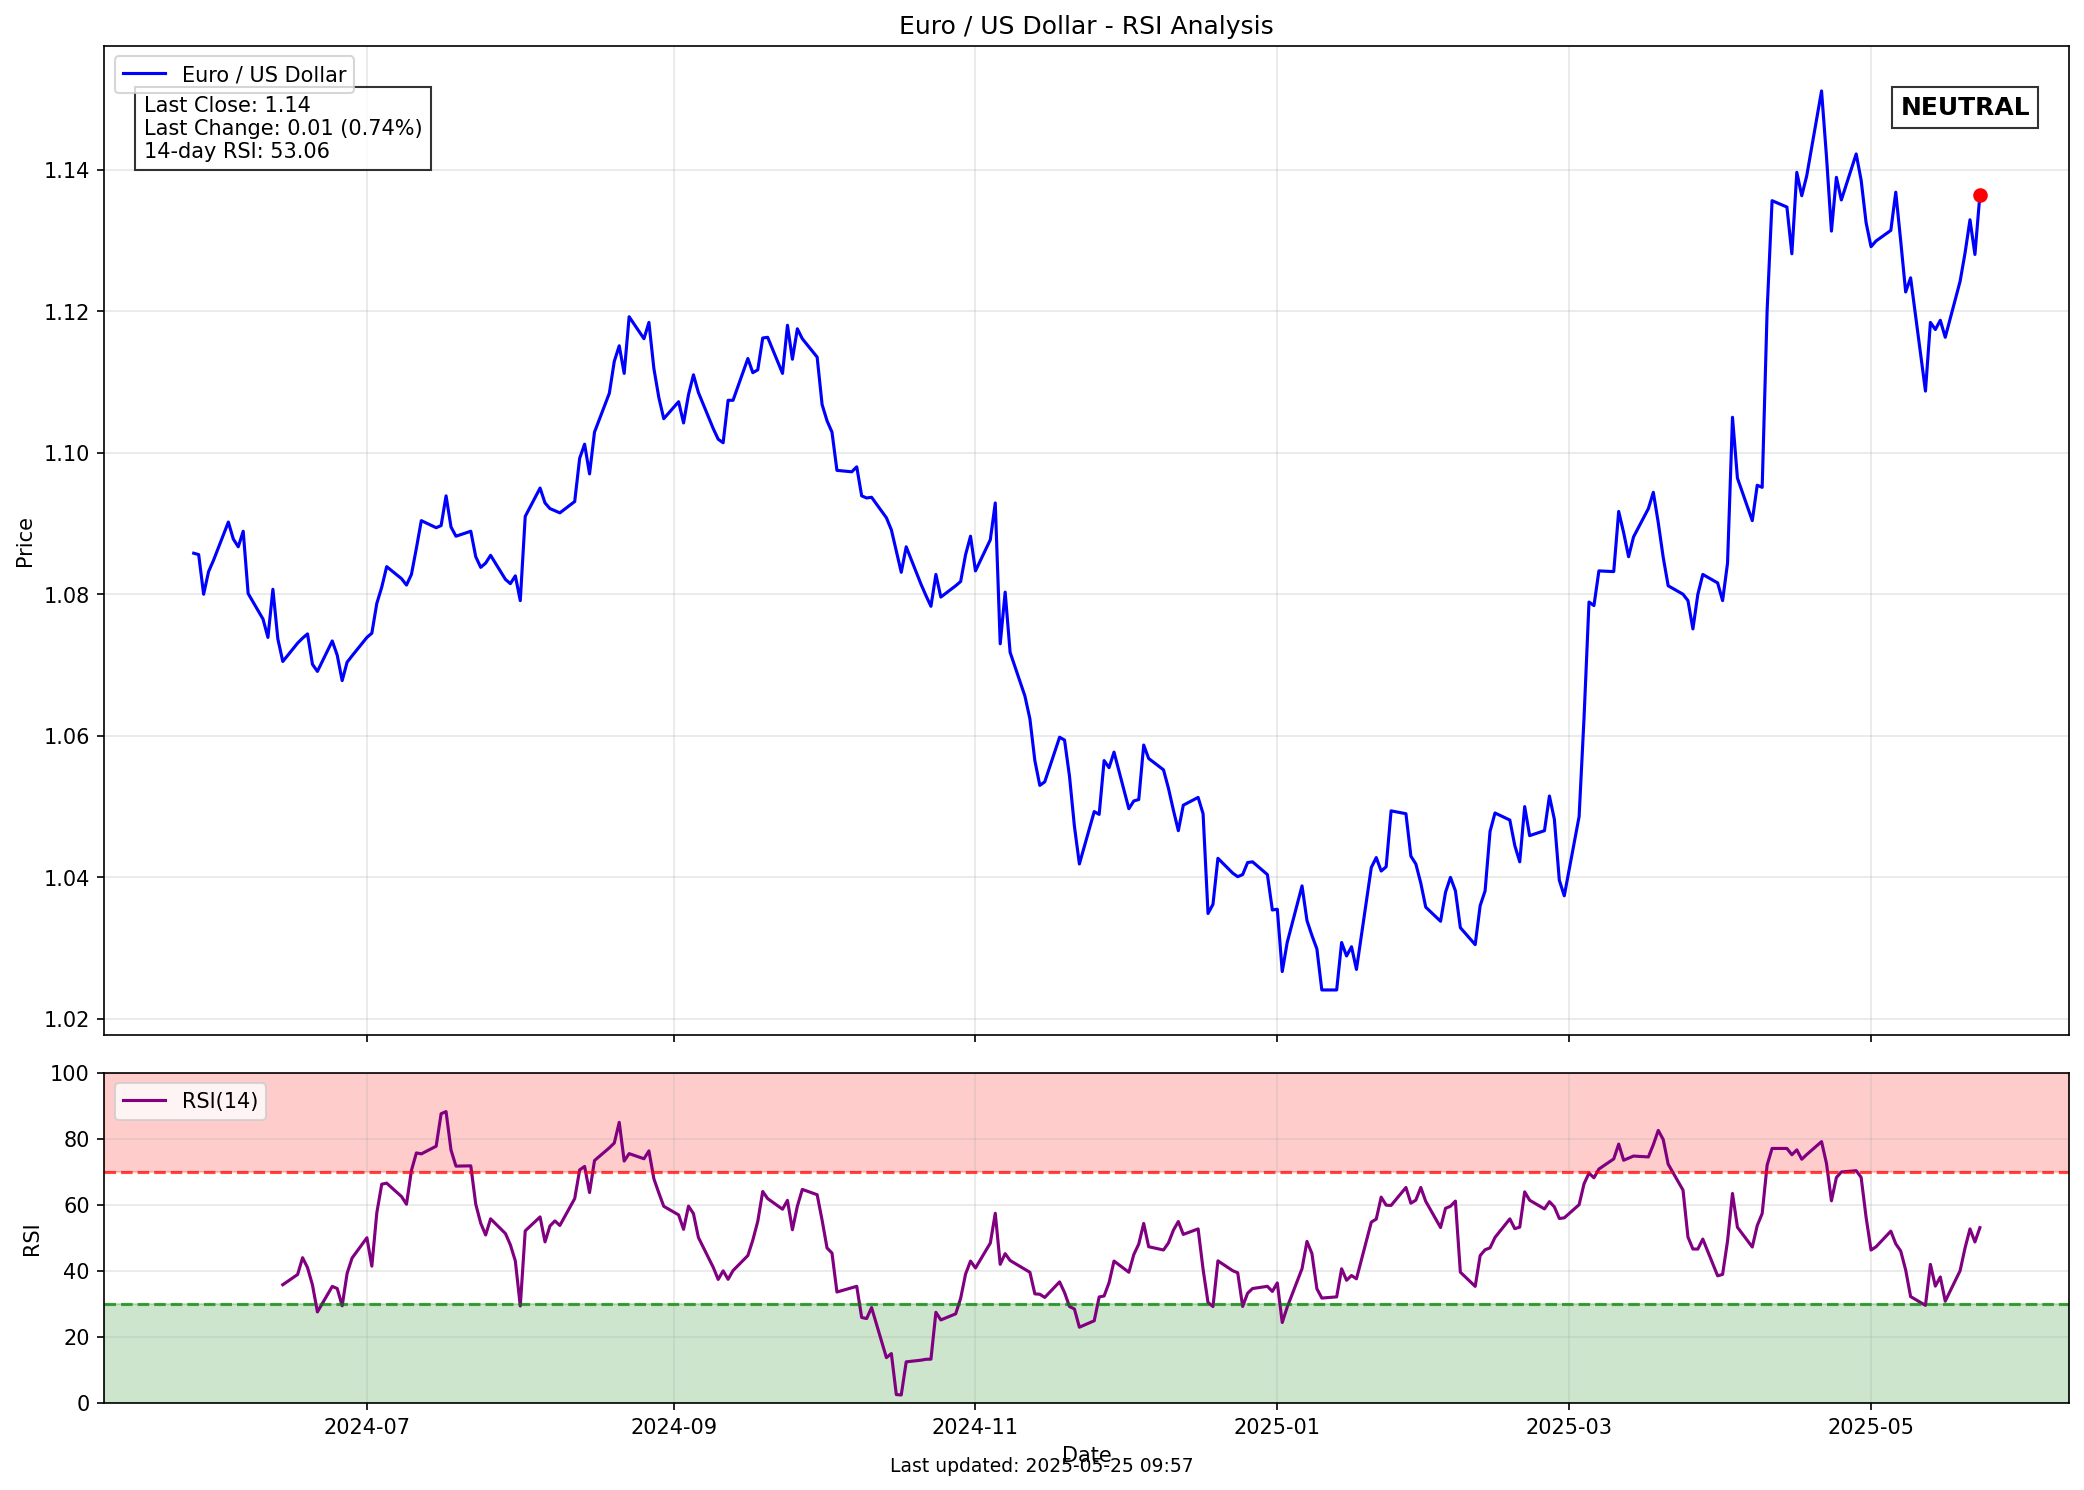 Euro / US Dollar - RSI Analysis
Euro / US Dollar
Last Close: 1.14
Last Change: 0.01 (0.74%)
14-day RSI: 53.06
NEUTRAL
Price
1.14
1.12
1.10
1.08
1.06
1.04
1.02
RSI
RSI(14)
100
80
60
40
20
0
2024-07
2024-09
2024-11
2025-01
2025-03
2025-05
Date
Last updated: 2025-05-25 09:57